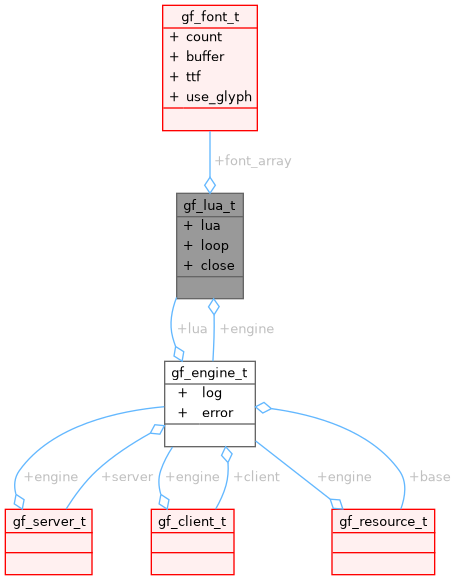 gf_font_t
+ count
+ buffer
+ ttf
+ use_glyph
+font_array
gf_lua_t
+ lua
+ loop
+ close
+lua
+engine
gf_engine_t
+ log
+ error
+engine
+server
+engine
+client
+engine
+base
gf_server_t
gf_client_t
gf_resource_t